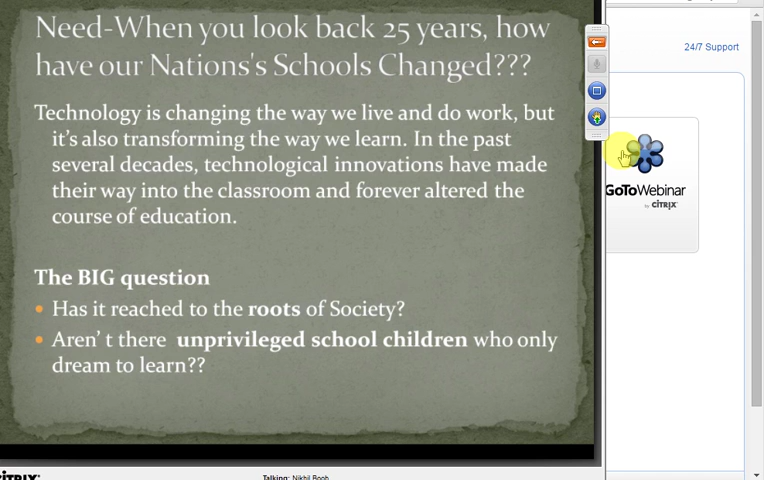 Need-When you look back 25 years, how
have our Nations's Schools Changed???
24/7 Support
Technology is changing the way we live and do work, but
it's also transforming the way we learn. In the past
several decades, technological innovations have made
their way into the classroom and forever altered the
course of education.
GoToWebinar
by CITRIX
The BIG question
Has it reached to the roots of Society?
Aren' t there unprivileged school children who only
dream to learn??
CITRIX
Talking: Nikhil